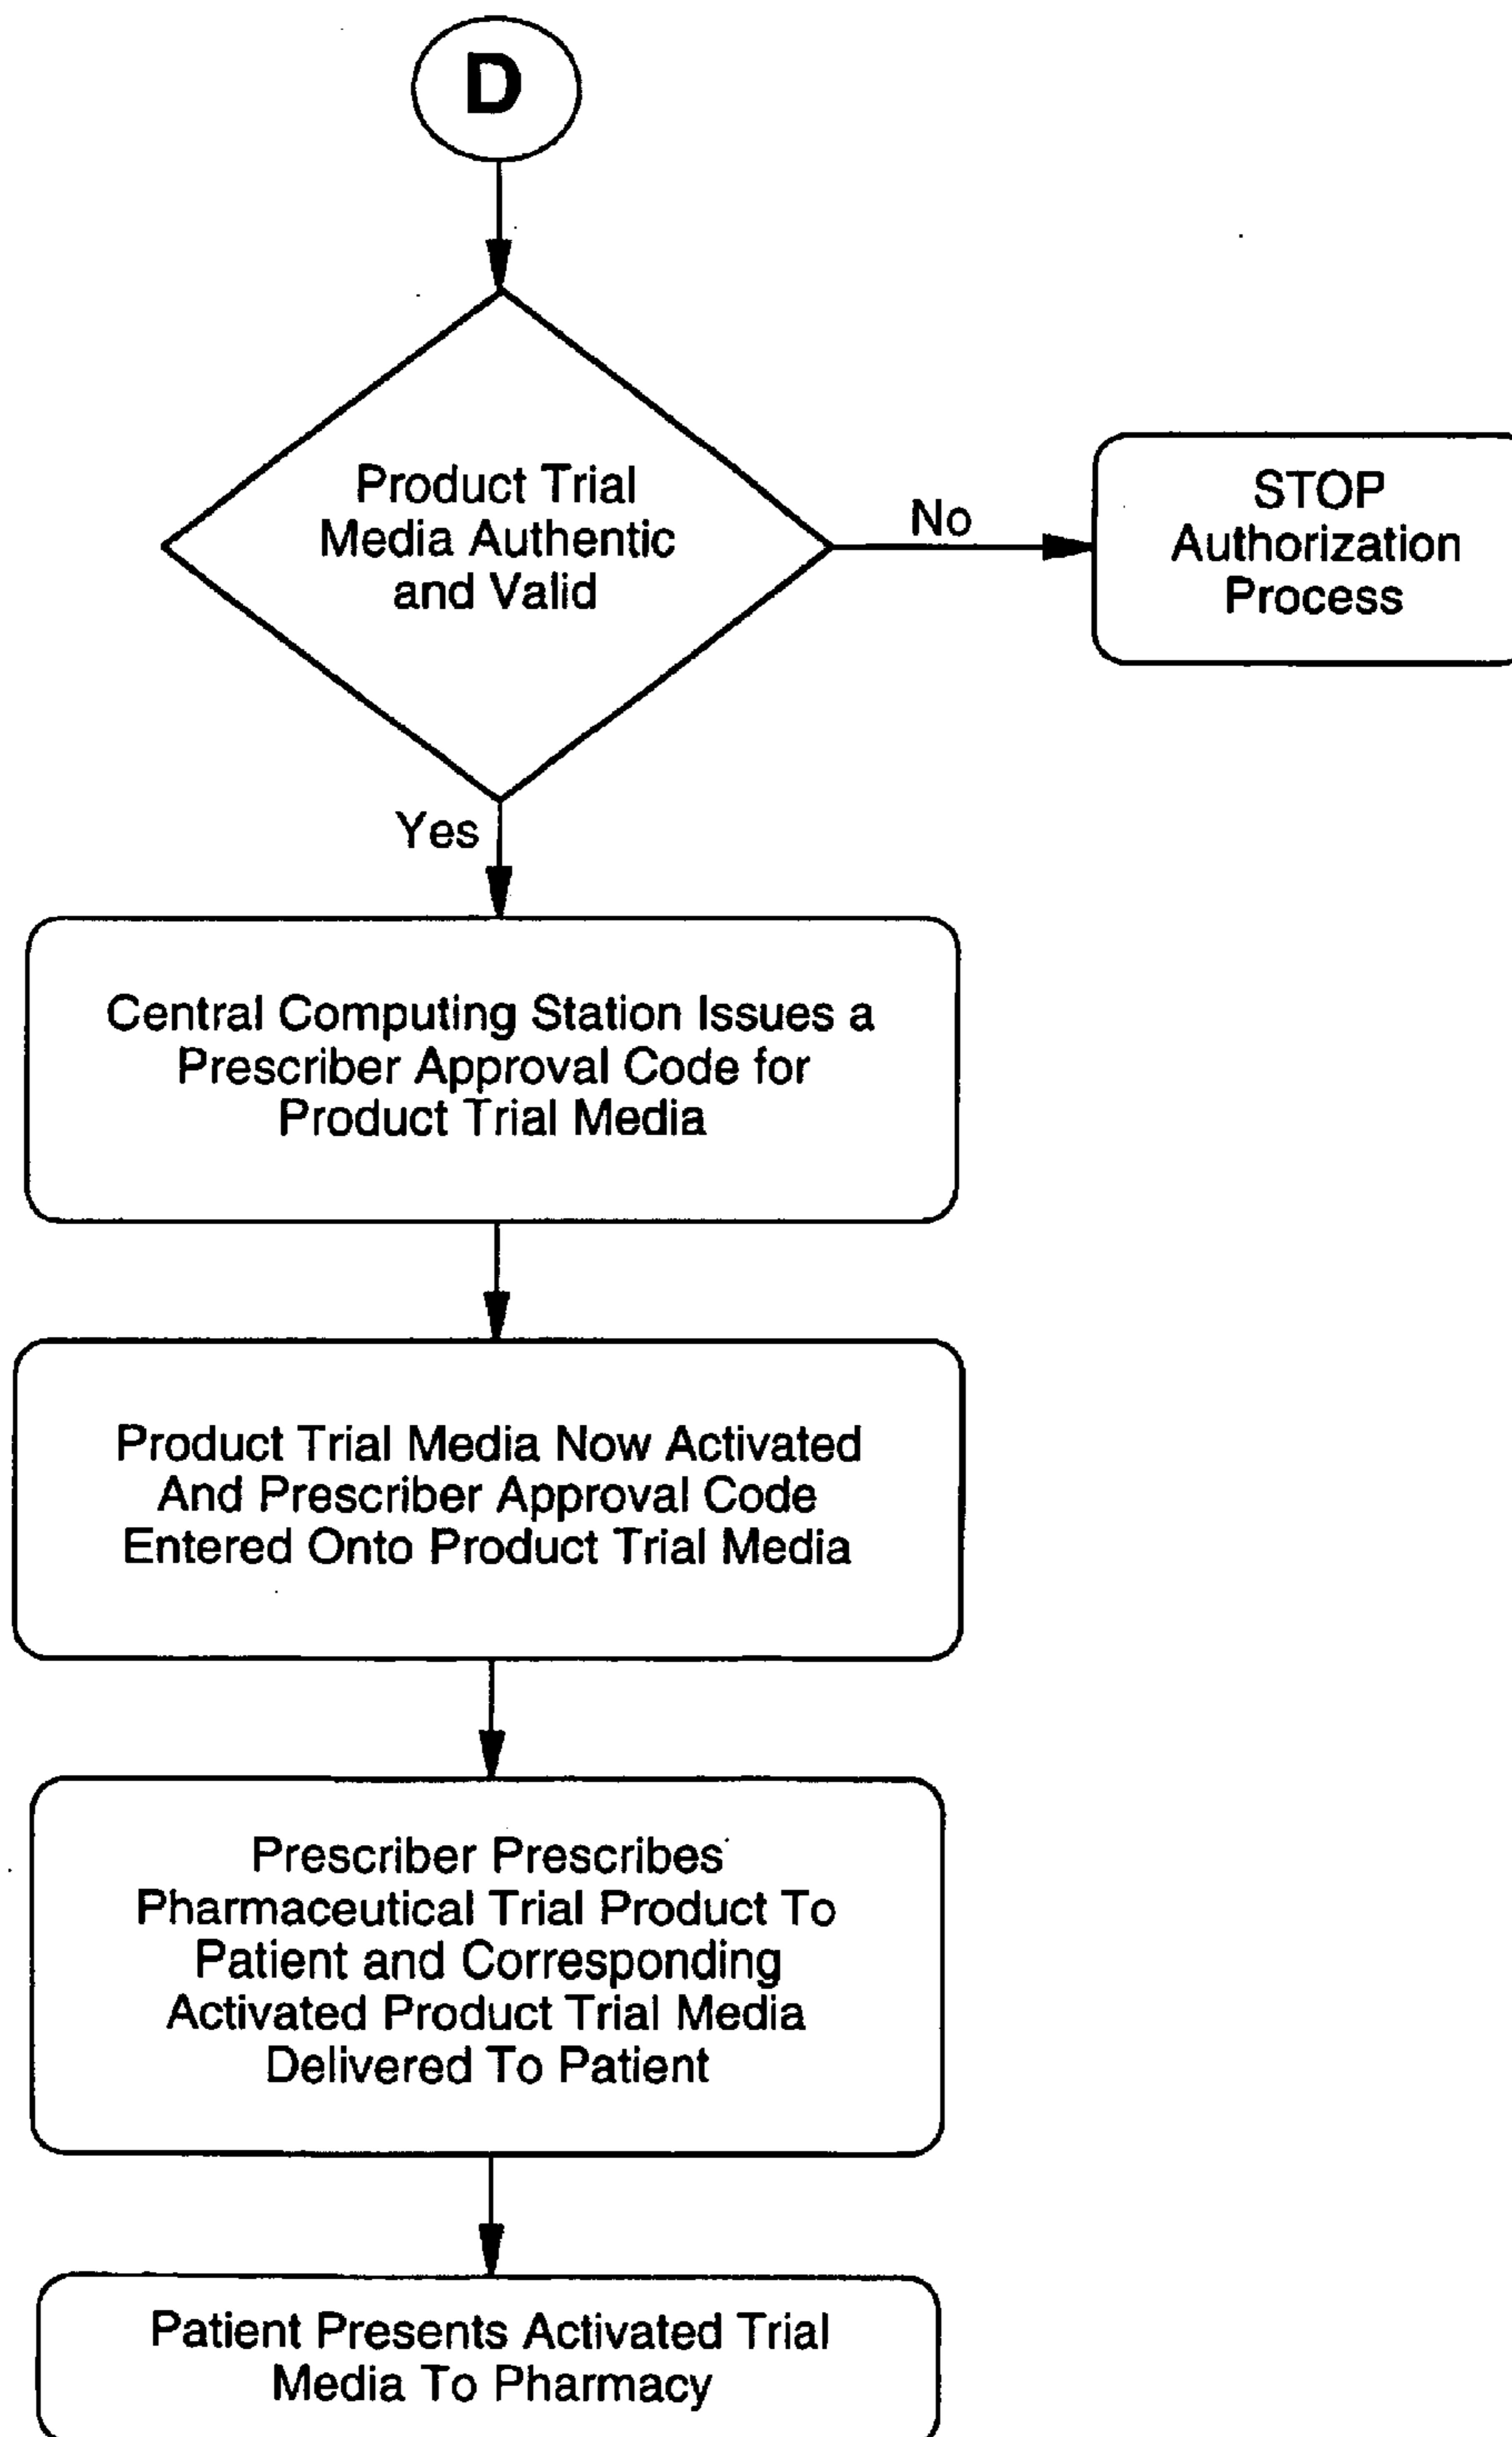 D
Product Trial
Media Authentic
and Valid
No
STOP
Authorization
Process
Yes
Central Computing Station Issues a
Prescriber Approval Code for
Product Trial Media
Product Trial Media Now Activated
And Prescriber Approval Code
Entered Onto Product Trial Media
Prescriber Prescribes
Pharmaceutical Trial Product To
Patient and Corresponding
Activated Product Trial Media
Delivered To Patient
Patient Presents Activated Trial
Media To Pharmacy